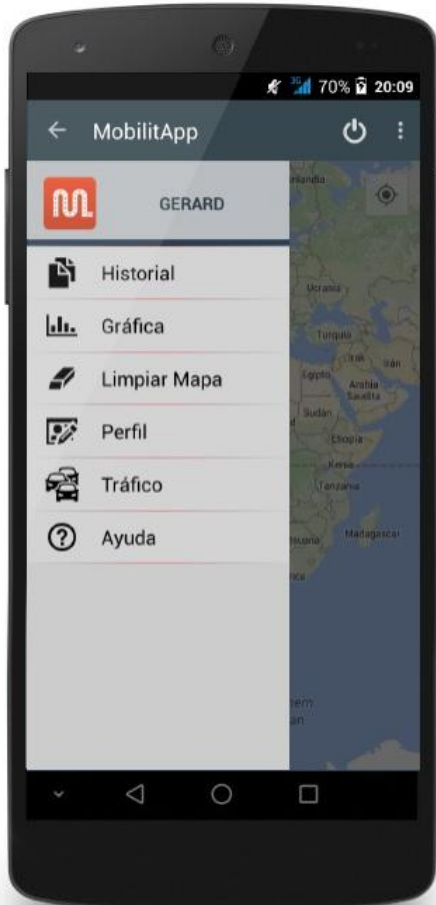 3G 70% 20:09
MobilitApp
GERARD
Historial
Gráfica
Limpiar Mapa
Perfil
Tráfico
Ayuda
Ucrania
Turquía
Irak
Irán
Egipto
Arabia
Saudita
Sudán
Etiopía
Kenia
Tanzania
Madagascar